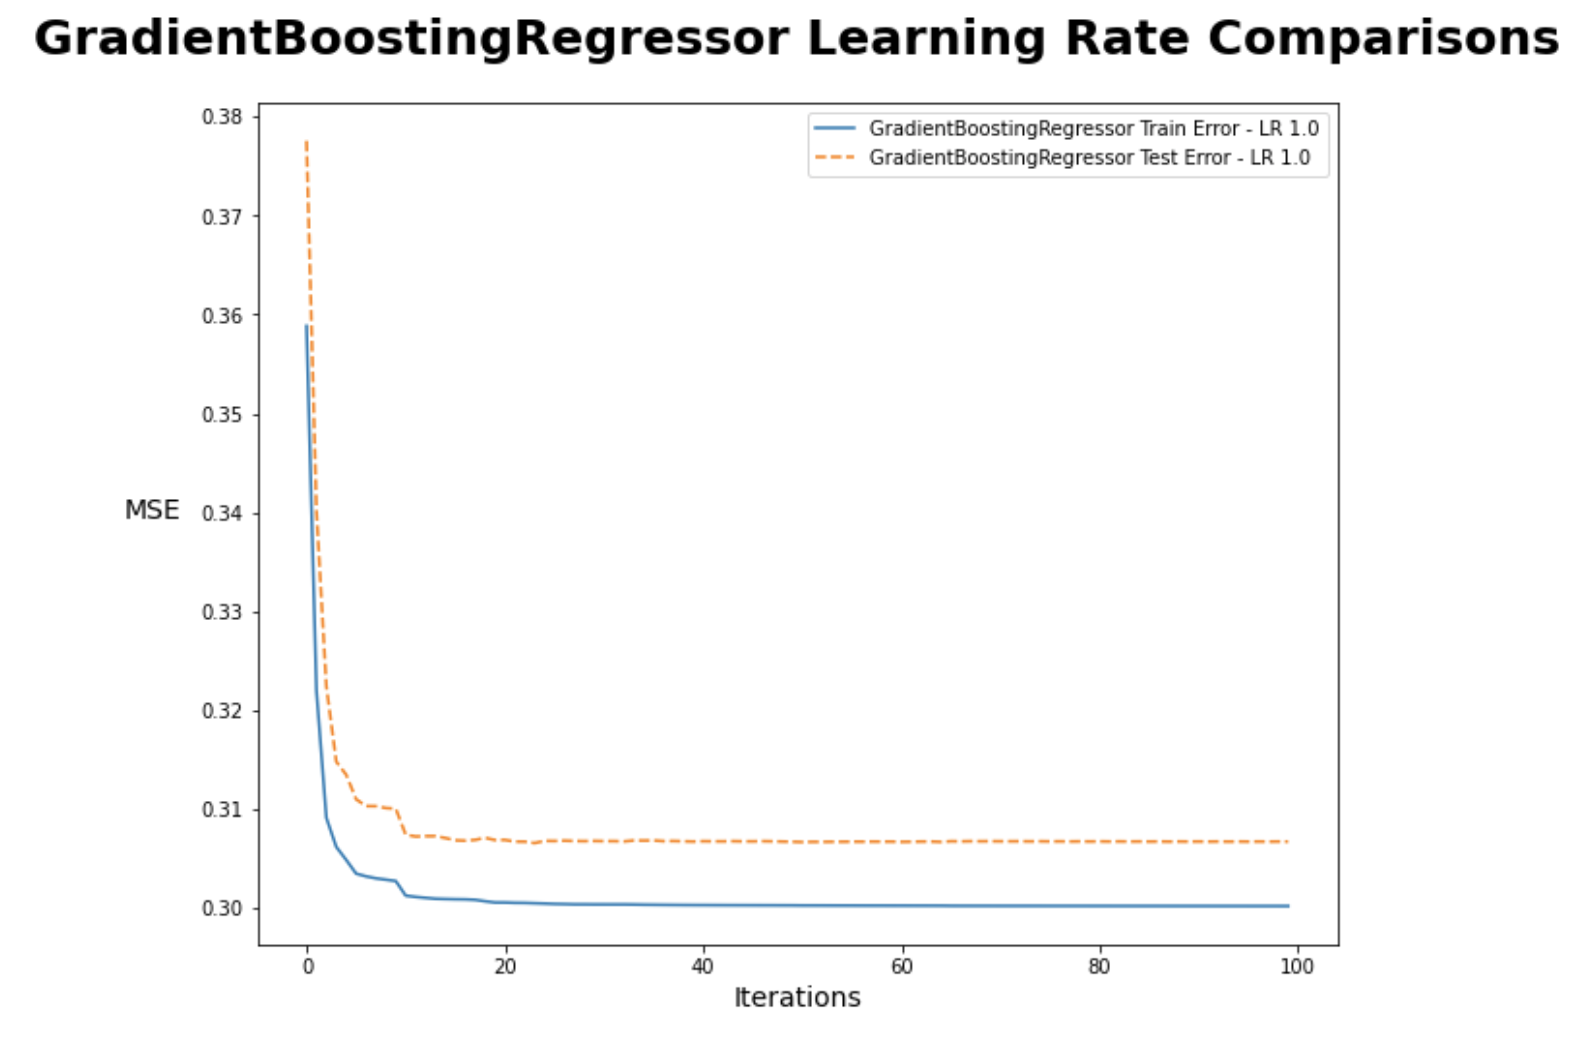 GradientBoostingRegressor Learning Rate Comparisons
GradientBoostingRegressor Train Error - LR 1.0
GradientBoostingRegressor Test Error - LR 1.0
0.38
0.37
0.36
0.35
MSE
0.34
0.33
0.32
0.31
0.30
0 20 40 60 80 100
Iterations